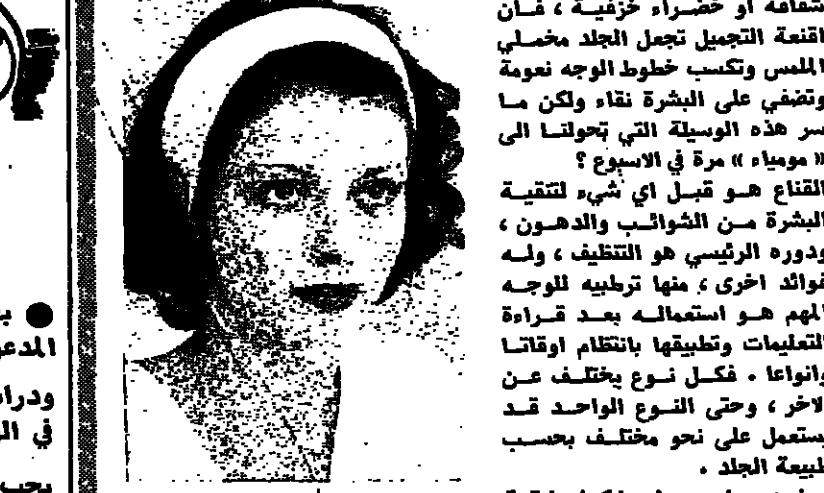 شفافة او خضراء خزفية ، فان
اقنعة التجميل تجعل الجلد مخملي
الملمس وتكسب خطوط الوجه نعومة
وتضفي على البشرة نقاء ولكن ما
سر هذه الوسيلة التي تحولنا الى
« مومياء » مرة في الاسبوع ؟
القناع هو قبل اي شيء لتنقية
البشرة من الشوائب والدهون ،
ودوره الرئيسي هو التنظيف ، وله
فوائد اخرى ، منها ترطيبه للوجه
المهم هو استعماله بعد قراءة
التعليمات وتطبيقها بانتظام اوقاتا
وانواعا . فكل نوع يختلف عن
الاخر ، وحتى النوع الواحد قد
يستعمل على نحو مختلف بحسب
طبيعة الجلد .